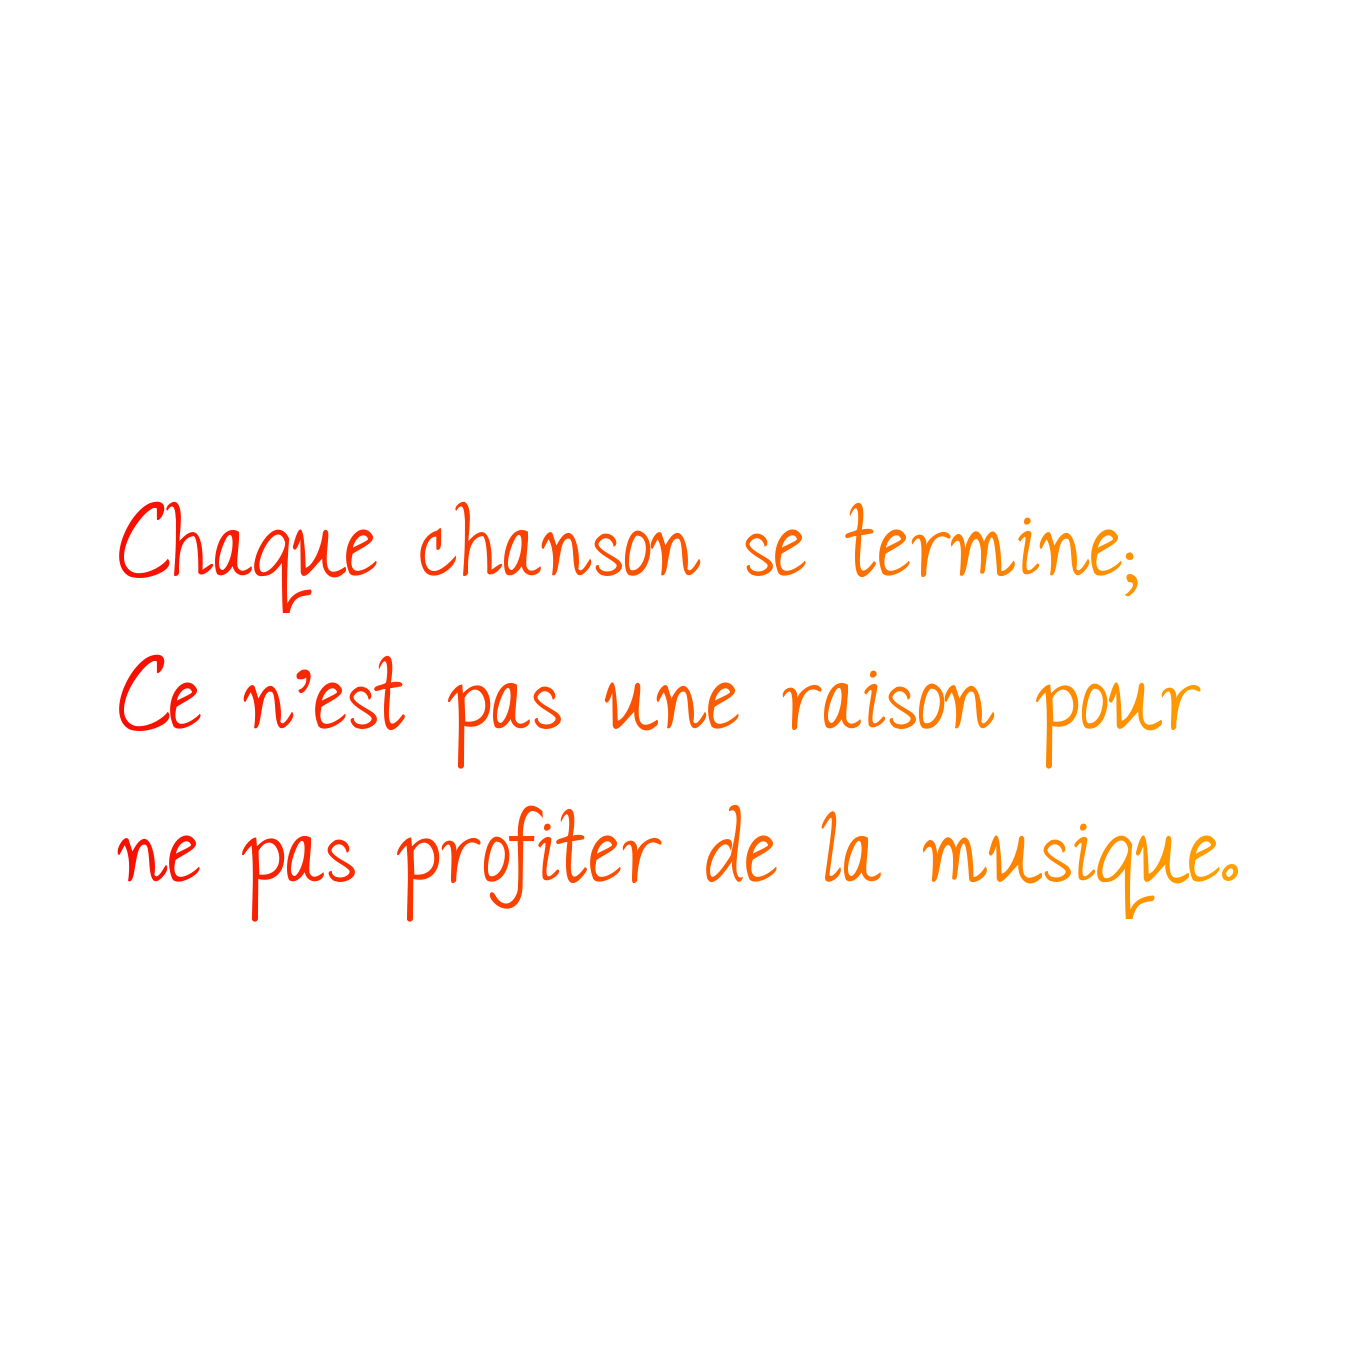 Chaque chanson se termine;
Ce n'est pas une raison pour
ne pas profiter de la musique.